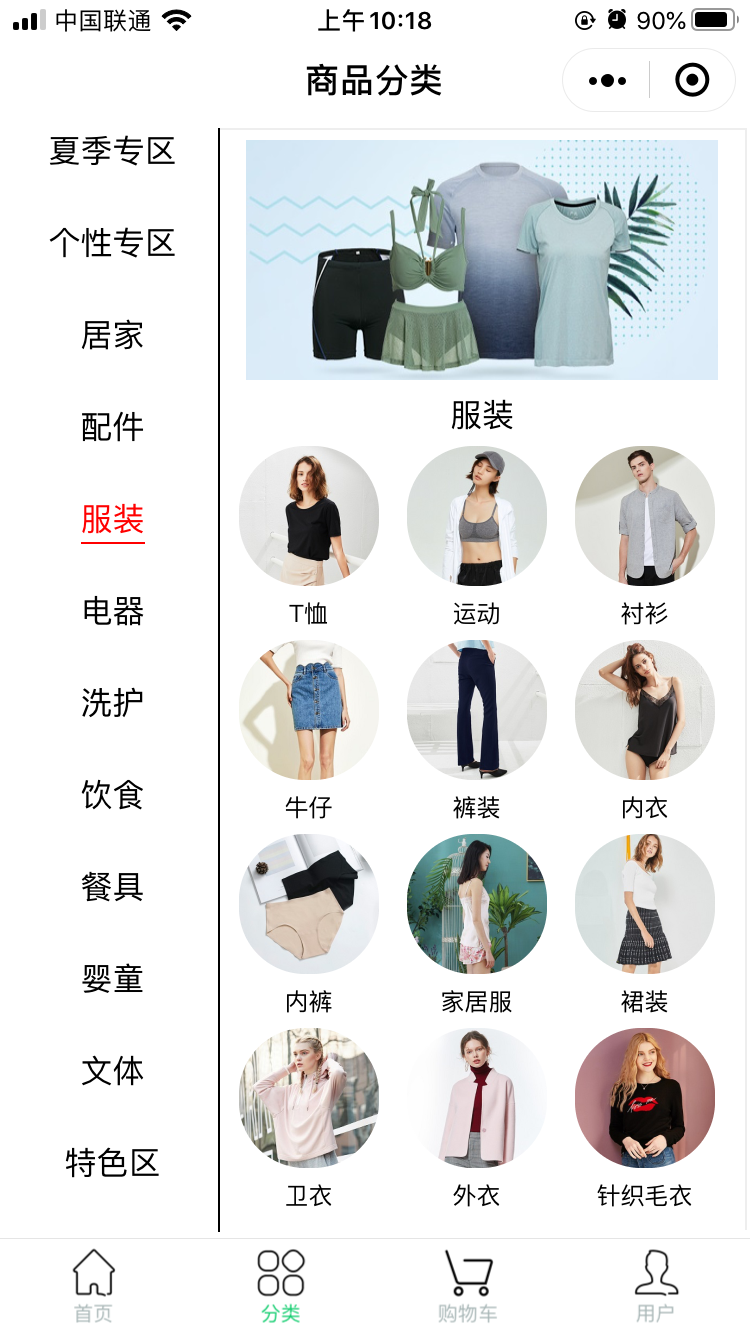 中国联通
上午10:18
90%
商品分类
夏季专区
个性专区
居家
配件
服装
电器
洗护
饮食
餐具
婴童
文体
特色区
服装
T恤
运动
衬衫
牛仔
裤装
内衣
内裤
家居服
裙装
卫衣
外衣
针织毛衣
首页
分类
购物车
用户